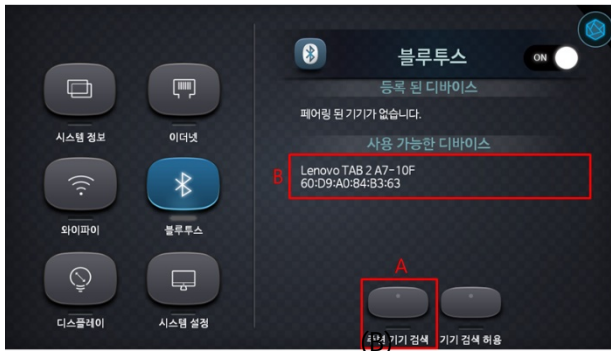 블루투스
ON
등록 된 디바이스
페어링 된 기기가 없습니다.
사용 가능한 디바이스
B
Lenovo TAB 2 A7-10F
60:D9:A0:84:B3:63
시스템 정보
이더넷
와이파이
블루투스
디스플레이
시스템 설정
A
기기 검색
(B)
기기 검색 허용